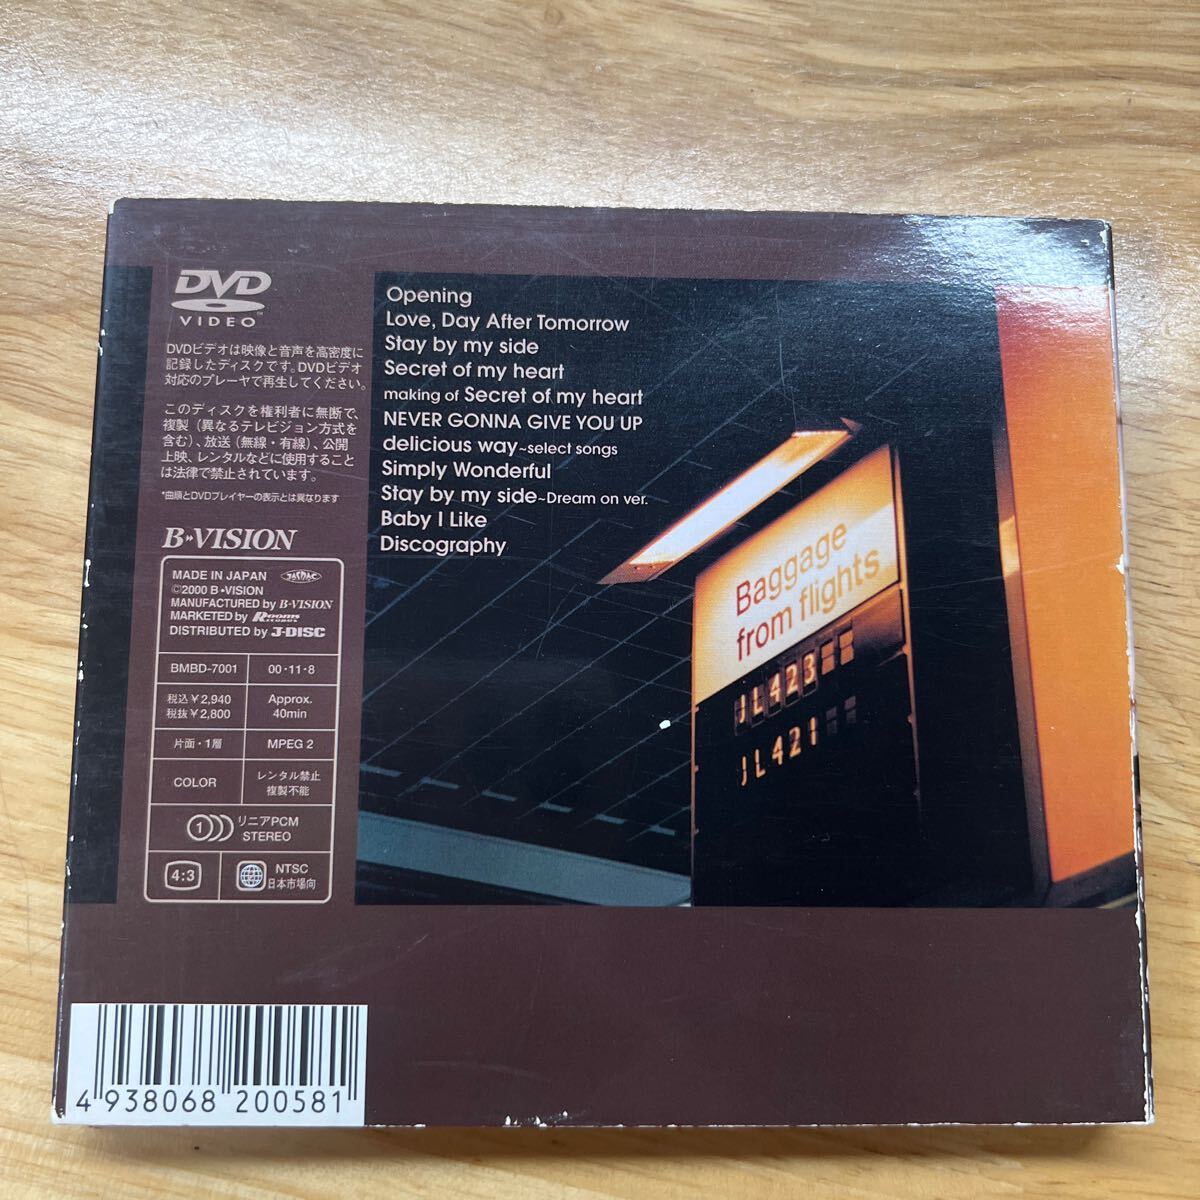 DVD
VIDEO™
DVDビデオは映像と音声を高密度に
記録したディスクです。DVDビデオ
対応のプレーヤで再生してください。
このディスクを権利者に無断で、
複製(異なるテレビジョン方式を
含む)、放送(無線・有線)、公開
上映、レンタルなどに使用すること
は法律で禁止されています。
*曲順とDVDプレイヤーの表示とは異なります
B-VISION
MADE IN JAPAN JASRAC
©2000 B・VISION
MANUFACTURED by B-VISION
MARKETED by Rooms RECORDS
DISTRIBUTED by J-DISC
BMBD-7001 00・11・8
税込¥2,940
税抜¥2,800
Approx.
40min
片面・1層 MPEG 2
COLOR
レンタル禁止
複製不能
1 リニアPCM
STEREO
4:3
2 NTSC
日本市場向
Opening
Love, Day After Tomorrow
Stay by my side
Secret of my heart
making of Secret of my heart
NEVER GONNA GIVE YOU UP
delicious way~select songs
Simply Wonderful
Stay by my side~Dream on ver.
Baby I Like
Discography
Baggage
from flights
JL423
JL421
4 938068 200581